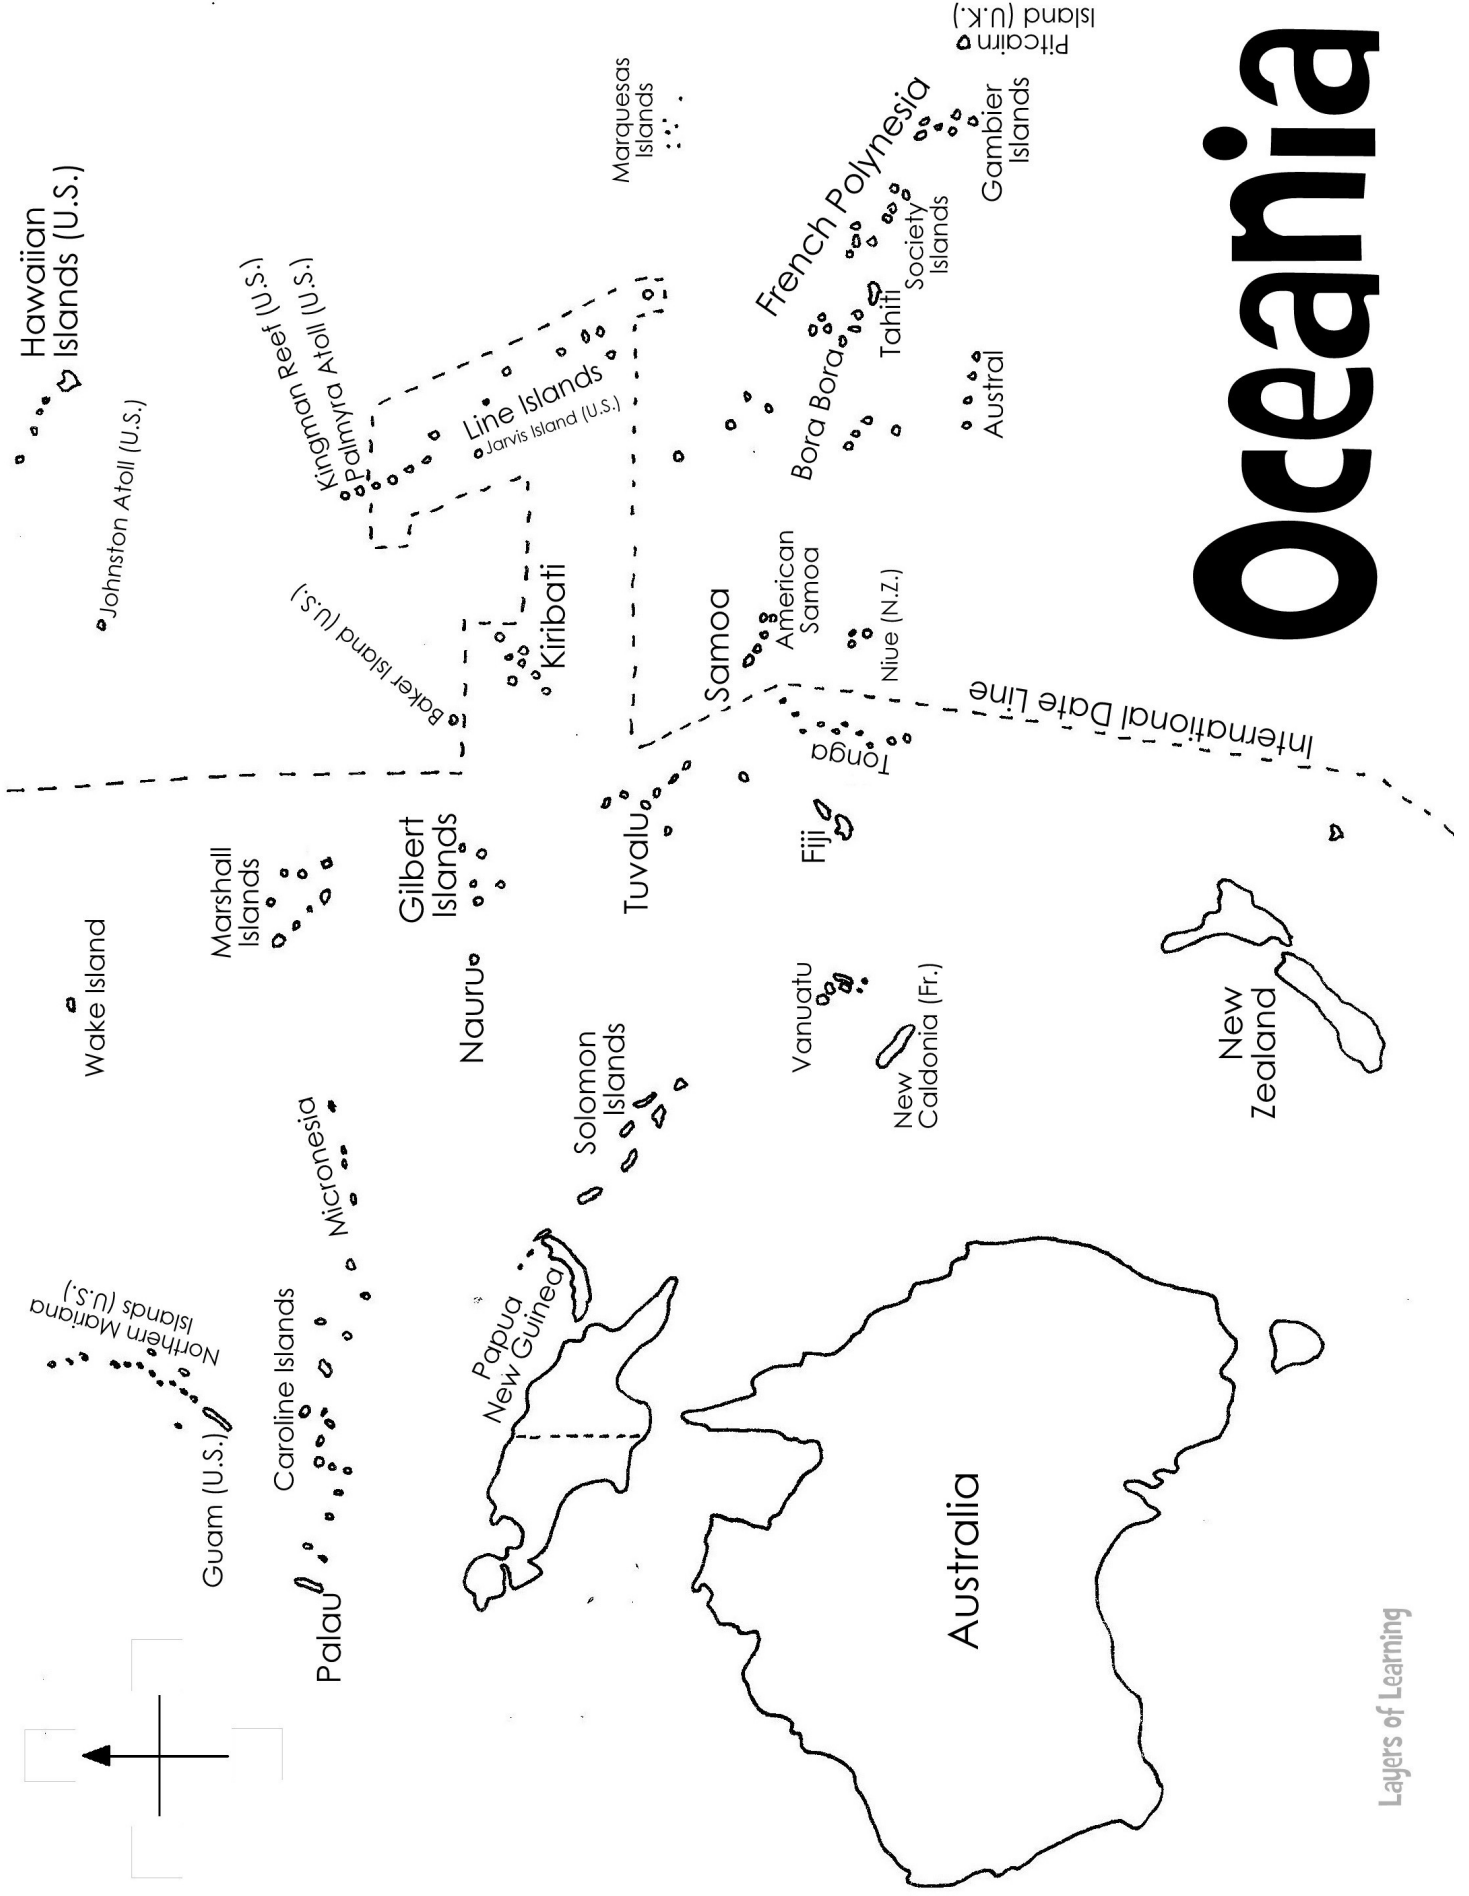 Hawaiian
Islands (U.S.)
Johnston Atoll (U.S.)
Wake Island
Northern Mariana
Islands (U.S.)
Guam (U.S.)
Marshall
Islands
Kingman Reef (U.S.)
Palmyra Atoll (U.S.)
Micronesia
Caroline Islands
Palau
Baker Island (U.S.)
Gilbert
Islands
Nauru
Line Islands
Jarvis Island (U.S.)
Kiribati
Papua
New Guinea
Solomon
Islands
Tuvalu
Marquesas
Islands
Samoa
American
Samoa
Niue (N.Z.)
French Polynesia
Bora Bora
Tahiti
Society
Islands
Gambier
Islands
Pitcairn
Island (U.K.)
Austral
Tonga
Fiji
Vanuatu
New
Caldonia (Fr.)
International Date Line
Australia
New
Zealand
Oceania
Layers of Learning